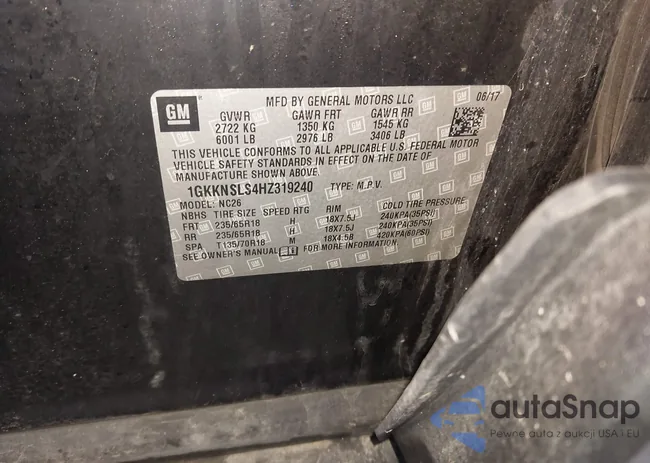 MFD BY GENERAL MOTORS LLC 06/17
GM
GVWR GAWR FRT GAWR RR
2722 KG 1350 KG 1545 KG
6001 LB 2976 LB 3406 LB
THIS VEHICLE CONFORMS TO ALL APPLICABLE U.S. FEDERAL MOTOR
VEHICLE SAFETY STANDARDS IN EFFECT ON THE DATE OF
MANUFACTURE SHOWN ABOVE.
1GKKNSLS4HZ319240 TYPE: M.P.V.
MODEL: NC26
NBHS TIRE SIZE SPEED RTG RIM COLD TIRE PRESSURE
FRT 235/65R18 H 18X7.5J 240KPA(35PSI)
RR 235/65R18 H 18X7.5J 240KPA(35PSI)
SPA T135/70R18 M 18X4.5B 420KPA(60PSI)
SEE OWNER'S MANUAL FOR MORE INFORMATION.
autaSnap
Pewne auta z aukcji USA i EU